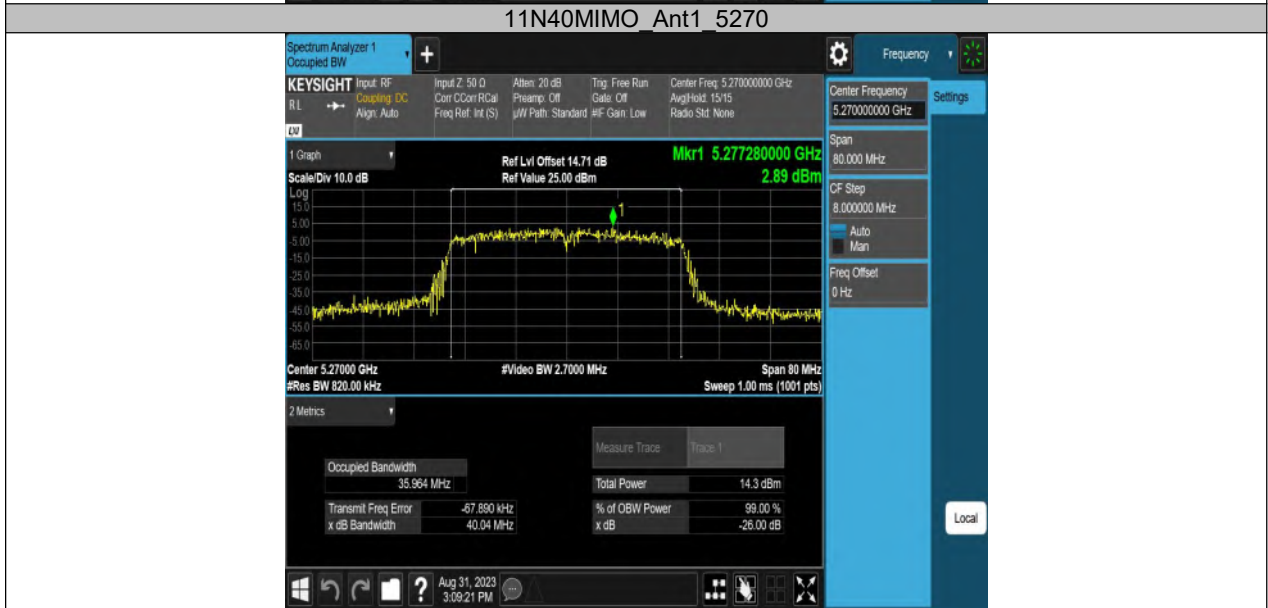 11N40MIMO_Ant1_5270
Spectrum Analyzer 1
Occupied BW
+
Frequency
KEYSIGHT
Input: RF
Input Z: 50 Ω
Atten: 20 dB
Trig: Free Run
Center Freq: 5.270000000 GHz
RL
Coupling: DC
Corr CCorr RCal
Preamp: Off
Gate: Off
Avg|Hold: 15/15
Align: Auto
Freq Ref: Int (S)
µW Path: Standard
#IF Gain: Low
Radio Std: None
LXI
Center Frequency
5.270000000 GHz
Settings
Span
80.000 MHz
CF Step
8.000000 MHz
Auto
Man
Freq Offset
0 Hz
1 Graph
Ref Lvl Offset 14.71 dB
Mkr1 5.277280000 GHz
Scale/Div 10.0 dB
Ref Value 25.00 dBm
2.89 dBm
Log
15.0
5.00
-5.00
-15.0
-25.0
-35.0
-45.0
-55.0
-65.0
1
Center 5.27000 GHz
#Video BW 2.7000 MHz
Span 80 MHz
#Res BW 820.00 kHz
Sweep 1.00 ms (1001 pts)
2 Metrics
Measure Trace
Trace 1
Occupied Bandwidth
35.964 MHz
Total Power
14.3 dBm
Transmit Freq Error
-67.890 kHz
% of OBW Power
99.00 %
x dB Bandwidth
40.04 MHz
x dB
-26.00 dB
Local
?
Aug 31, 2023
3:09:21 PM